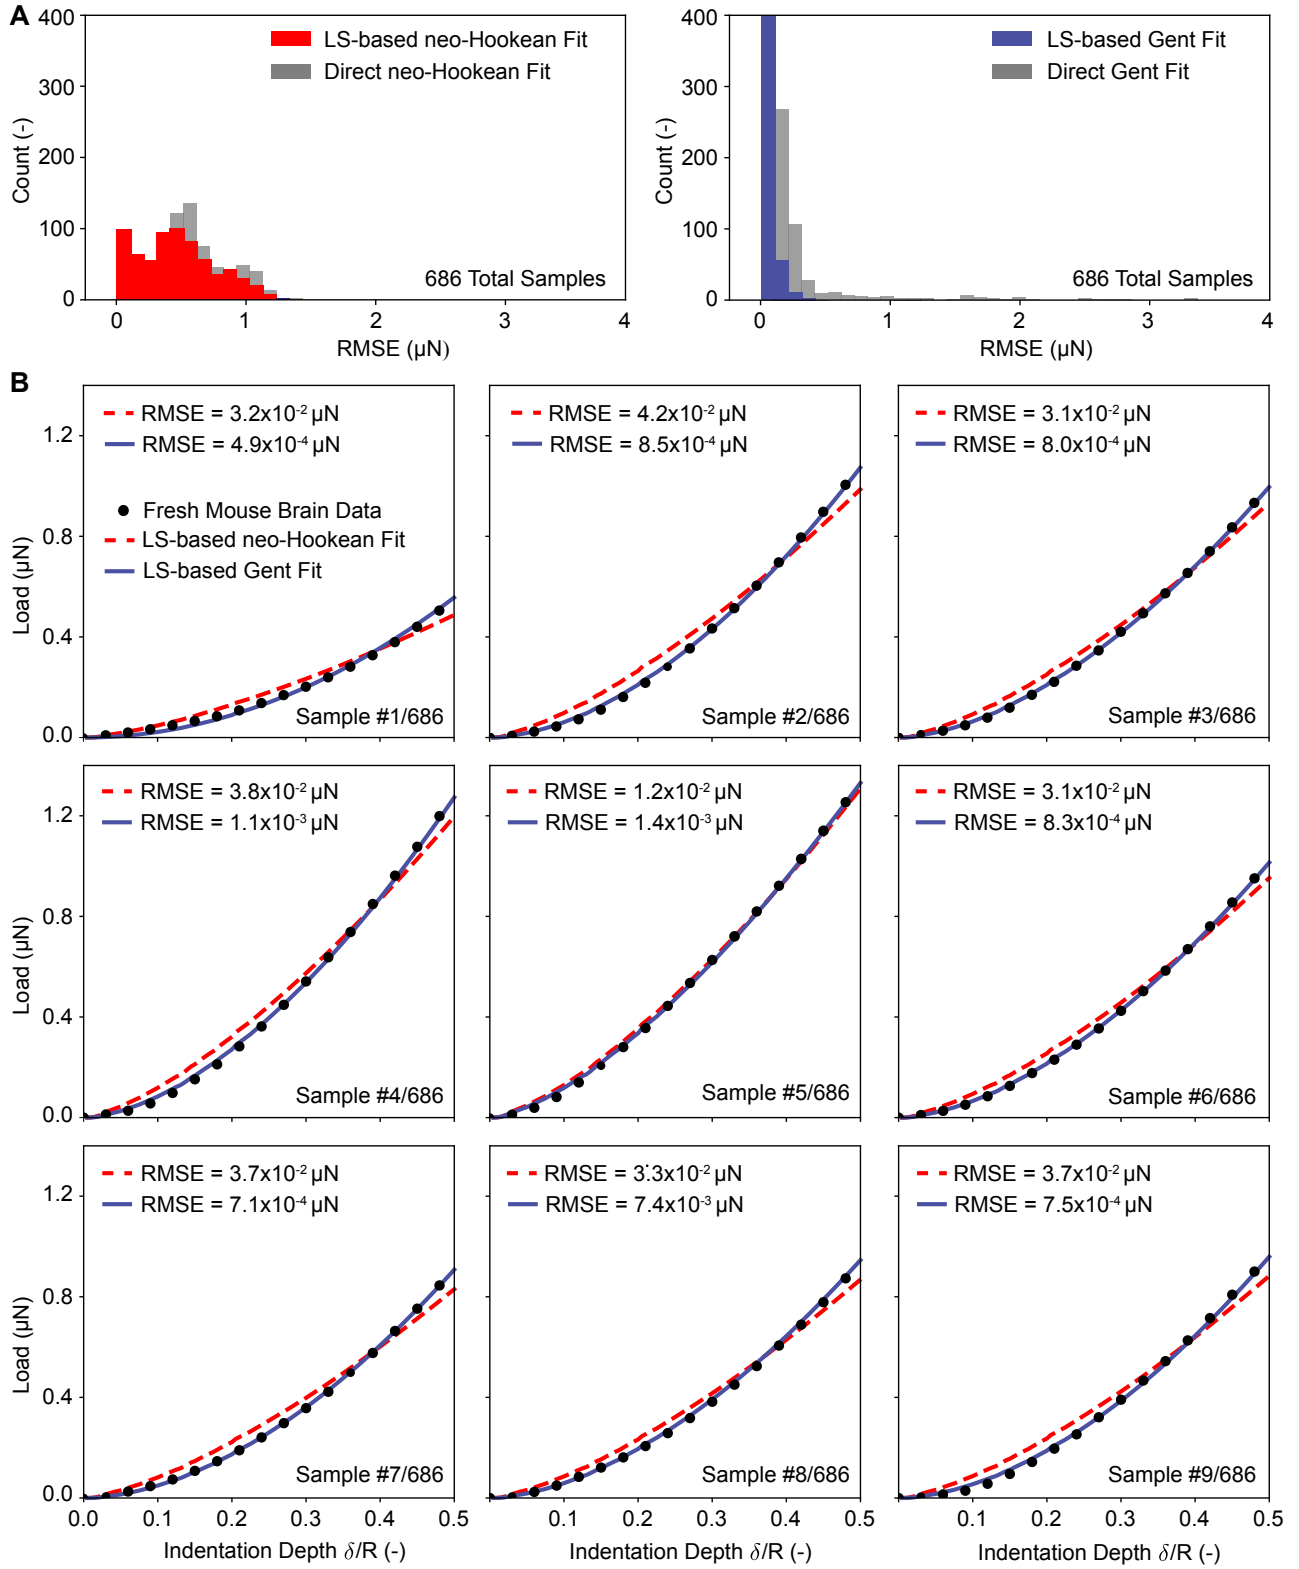 A
400
300
200
100
0
Count (-)
LS-based neo-Hookean Fit
Direct neo-Hookean Fit
686 Total Samples
0 1 2 3 4
RMSE (µN)
400
300
200
100
0
Count (-)
LS-based Gent Fit
Direct Gent Fit
686 Total Samples
0 1 2 3 4
RMSE (µN)
B
1.2
0.8
0.4
0.0
Load (µN)
RMSE = 3.2x10⁻² µN
RMSE = 4.9x10⁻⁴ µN
Fresh Mouse Brain Data
LS-based neo-Hookean Fit
LS-based Gent Fit
Sample #1/686
RMSE = 4.2x10⁻² µN
RMSE = 8.5x10⁻⁴ µN
Sample #2/686
RMSE = 3.1x10⁻² µN
RMSE = 8.0x10⁻⁴ µN
Sample #3/686
1.2
0.8
0.4
0.0
Load (µN)
RMSE = 3.8x10⁻² µN
RMSE = 1.1x10⁻³ µN
Sample #4/686
RMSE = 1.2x10⁻² µN
RMSE = 1.4x10⁻³ µN
Sample #5/686
RMSE = 3.1x10⁻² µN
RMSE = 8.3x10⁻⁴ µN
Sample #6/686
1.2
0.8
0.4
0.0
Load (µN)
RMSE = 3.7x10⁻² µN
RMSE = 7.1x10⁻⁴ µN
Sample #7/686
0.0 0.1 0.2 0.3 0.4 0.5
Indentation Depth δ/R (-)
RMSE = 3.3x10⁻² µN
RMSE = 7.4x10⁻³ µN
Sample #8/686
0.1 0.2 0.3 0.4 0.5
Indentation Depth δ/R (-)
RMSE = 3.7x10⁻² µN
RMSE = 7.5x10⁻⁴ µN
Sample #9/686
0.1 0.2 0.3 0.4 0.5
Indentation Depth δ/R (-)